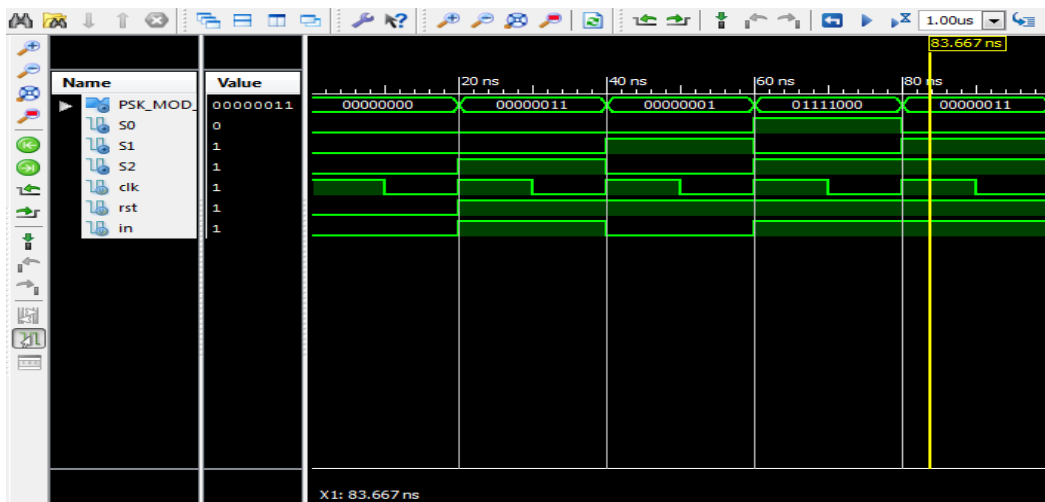 1.00us
83.667 ns
Name Value
20 ns 40 ns 60 ns 80 ns
PSK_MOD_ 00000011 00000000 00000011 00000001 01111000 00000011
S0 0
S1 1
S2 1
clk 1
rst 1
in 1
X1: 83.667 ns